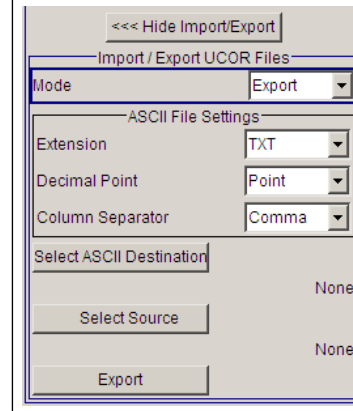 <<< Hide Import/Export
Import / Export UCOR Files
Mode Export
ASCII File Settings
Extension TXT
Decimal Point Point
Column Separator Comma
Select ASCII Destination
None
Select Source
None
Export